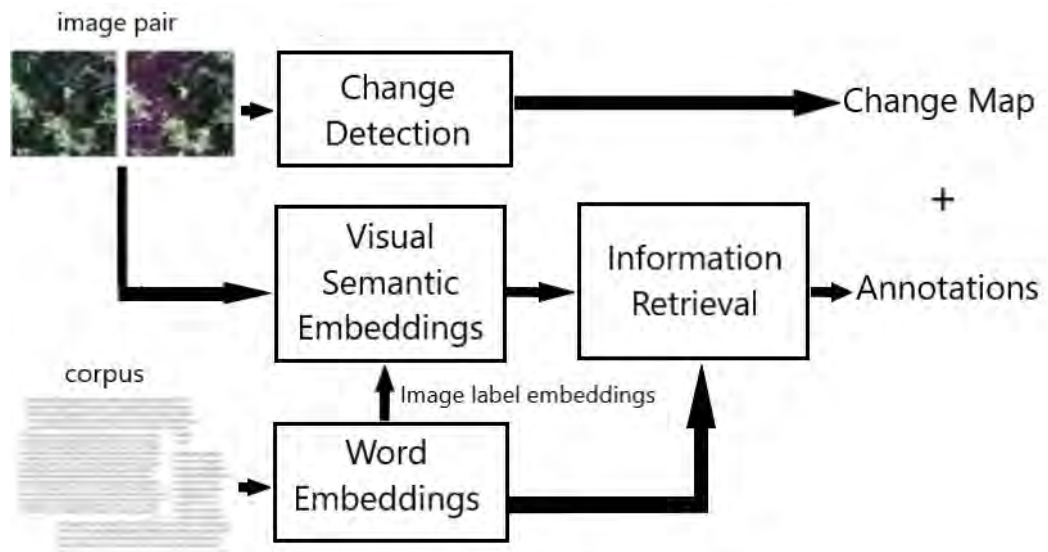 image pair
Change
Detection
Change Map
+
Visual
Semantic
Embeddings
Information
Retrieval
Annotations
corpus
Image label embeddings
Word
Embeddings